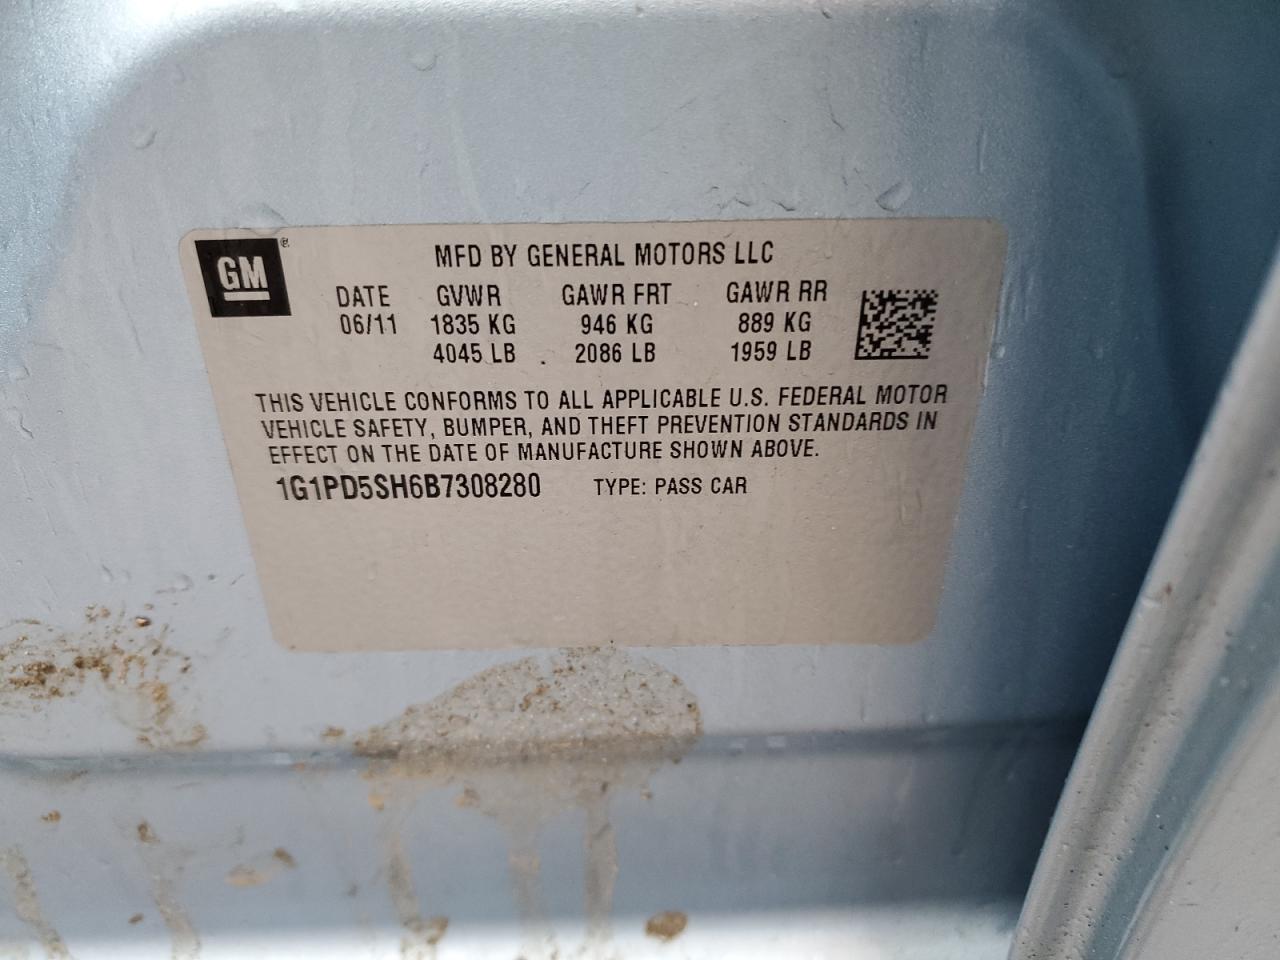 GM ®
MFD BY GENERAL MOTORS LLC
DATE GVWR GAWR FRT GAWR RR
06/11 1835 KG 946 KG 889 KG
4045 LB 2086 LB 1959 LB
THIS VEHICLE CONFORMS TO ALL APPLICABLE U.S. FEDERAL MOTOR
VEHICLE SAFETY, BUMPER, AND THEFT PREVENTION STANDARDS IN
EFFECT ON THE DATE OF MANUFACTURE SHOWN ABOVE.
1G1PD5SH6B7308280 TYPE: PASS CAR